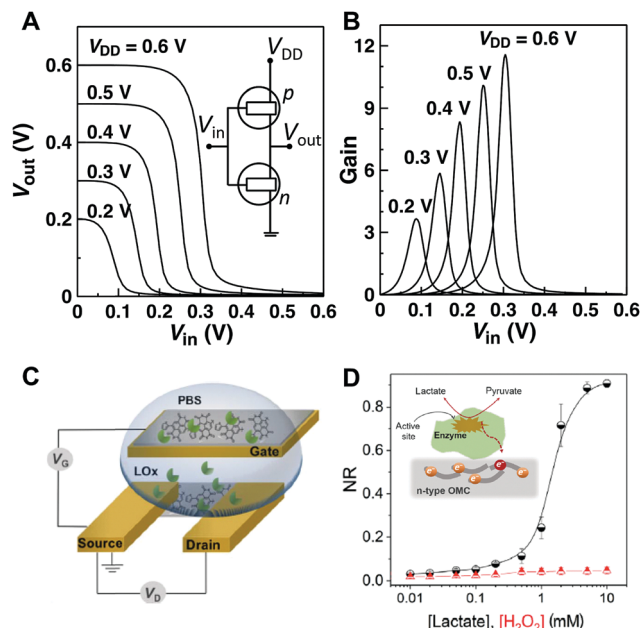 A
V_DD = 0.6 V
0.5 V
0.4 V
0.3 V
0.2 V
V_DD
p
V_in
V_out
n
V_out (V)
0.6
0.4
0.2
0
0 0.1 0.2 0.3 0.4 0.5 0.6
V_in (V)
B
V_DD = 0.6 V
0.5 V
0.4 V
0.3 V
0.2 V
Gain
12
9
6
3
0
0 0.1 0.2 0.3 0.4 0.5 0.6
V_in (V)
C
PBS
Gate
V_G
LOx
Source
Drain
V_D
D
Lactate
Pyruvate
Active
site
Enzyme
e⁻ e⁻ e⁻ e⁻ e⁻
n-type OMC
NR
0.8
0.6
0.4
0.2
0.0
0.01 0.1 1 10
[Lactate], [H₂O₂] (mM)